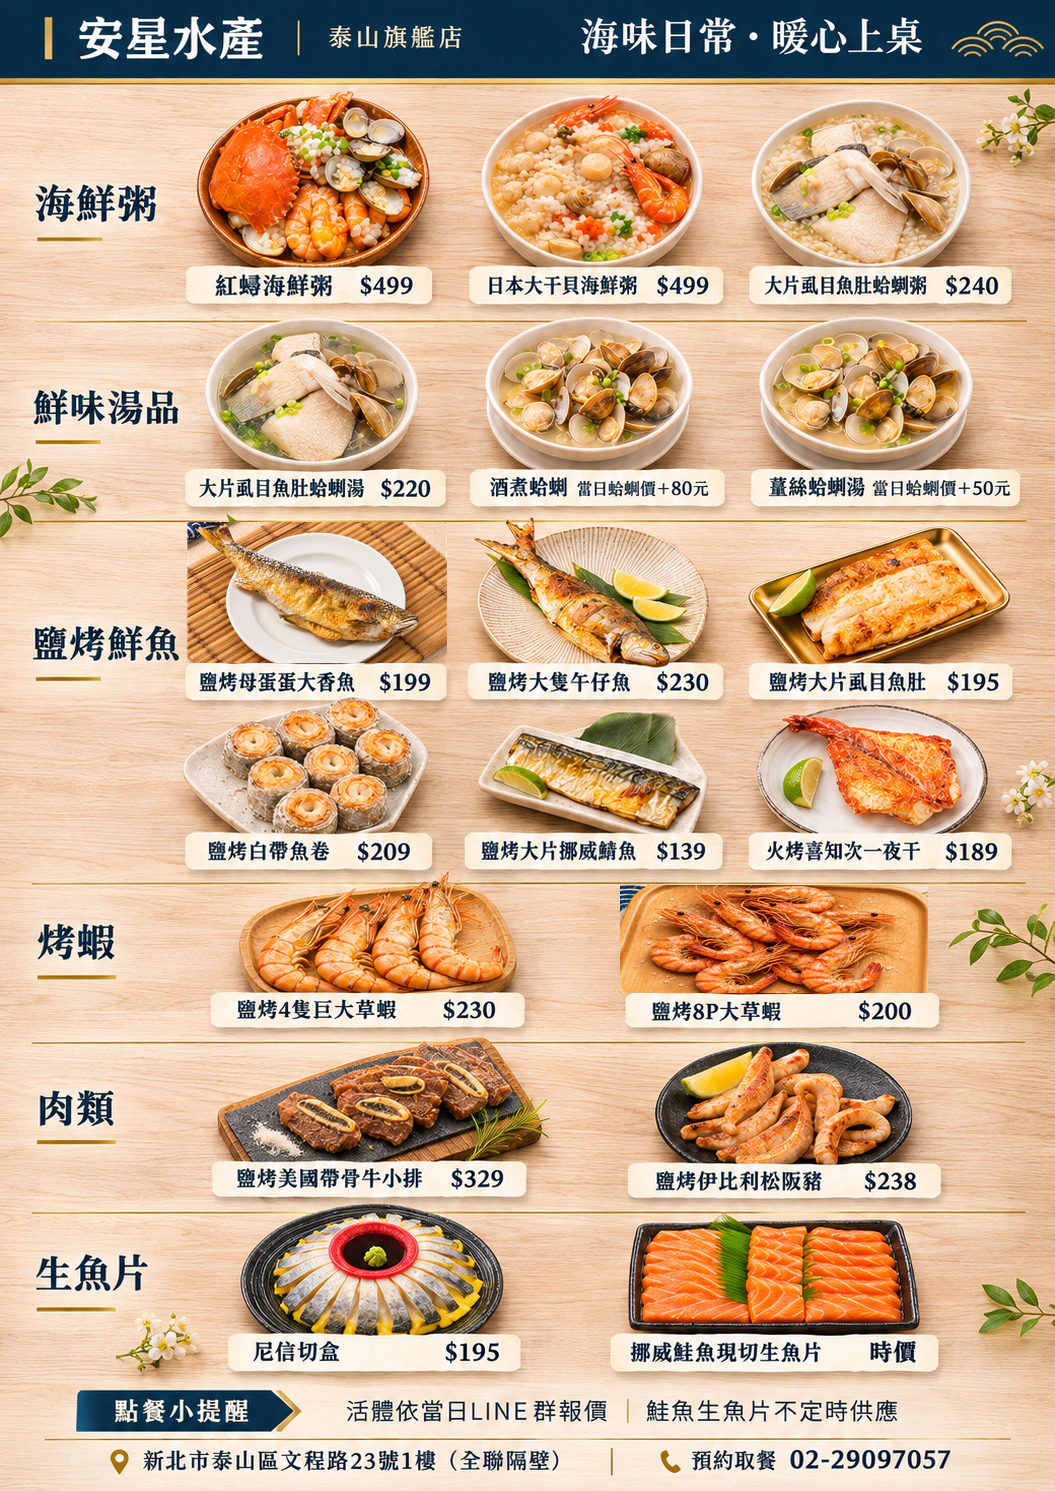 安星水產
泰山旗艦店
海味日常・暖心上桌
海鮮粥
紅蟳海鮮粥 $499
日本大干貝海鮮粥 $499
大片虱目魚肚蛤蜊粥 $240
鮮味湯品
大片虱目魚肚蛤蜊湯 $220
酒煮蛤蜊 當日蛤蜊價+80元
薑絲蛤蜊湯 當日蛤蜊價+50元
鹽烤鮮魚
鹽烤母蛋蛋大香魚 $199
鹽烤大隻午仔魚 $230
鹽烤大片虱目魚肚 $195
鹽烤白帶魚卷 $209
鹽烤大片挪威鯖魚 $139
火烤喜知次一夜干 $189
烤蝦
鹽烤4隻巨大草蝦 $230
鹽烤8P大草蝦 $200
肉類
鹽烤美國帶骨牛小排 $329
鹽烤伊比利松阪豬 $238
生魚片
尼信切盒 $195
挪威鮭魚現切生魚片 時價
點餐小提醒
活體依當日LINE群報價 | 鮭魚生魚片不定時供應
新北市泰山區文程路23號1樓（全聯隔壁）
預約取餐 02-29097057